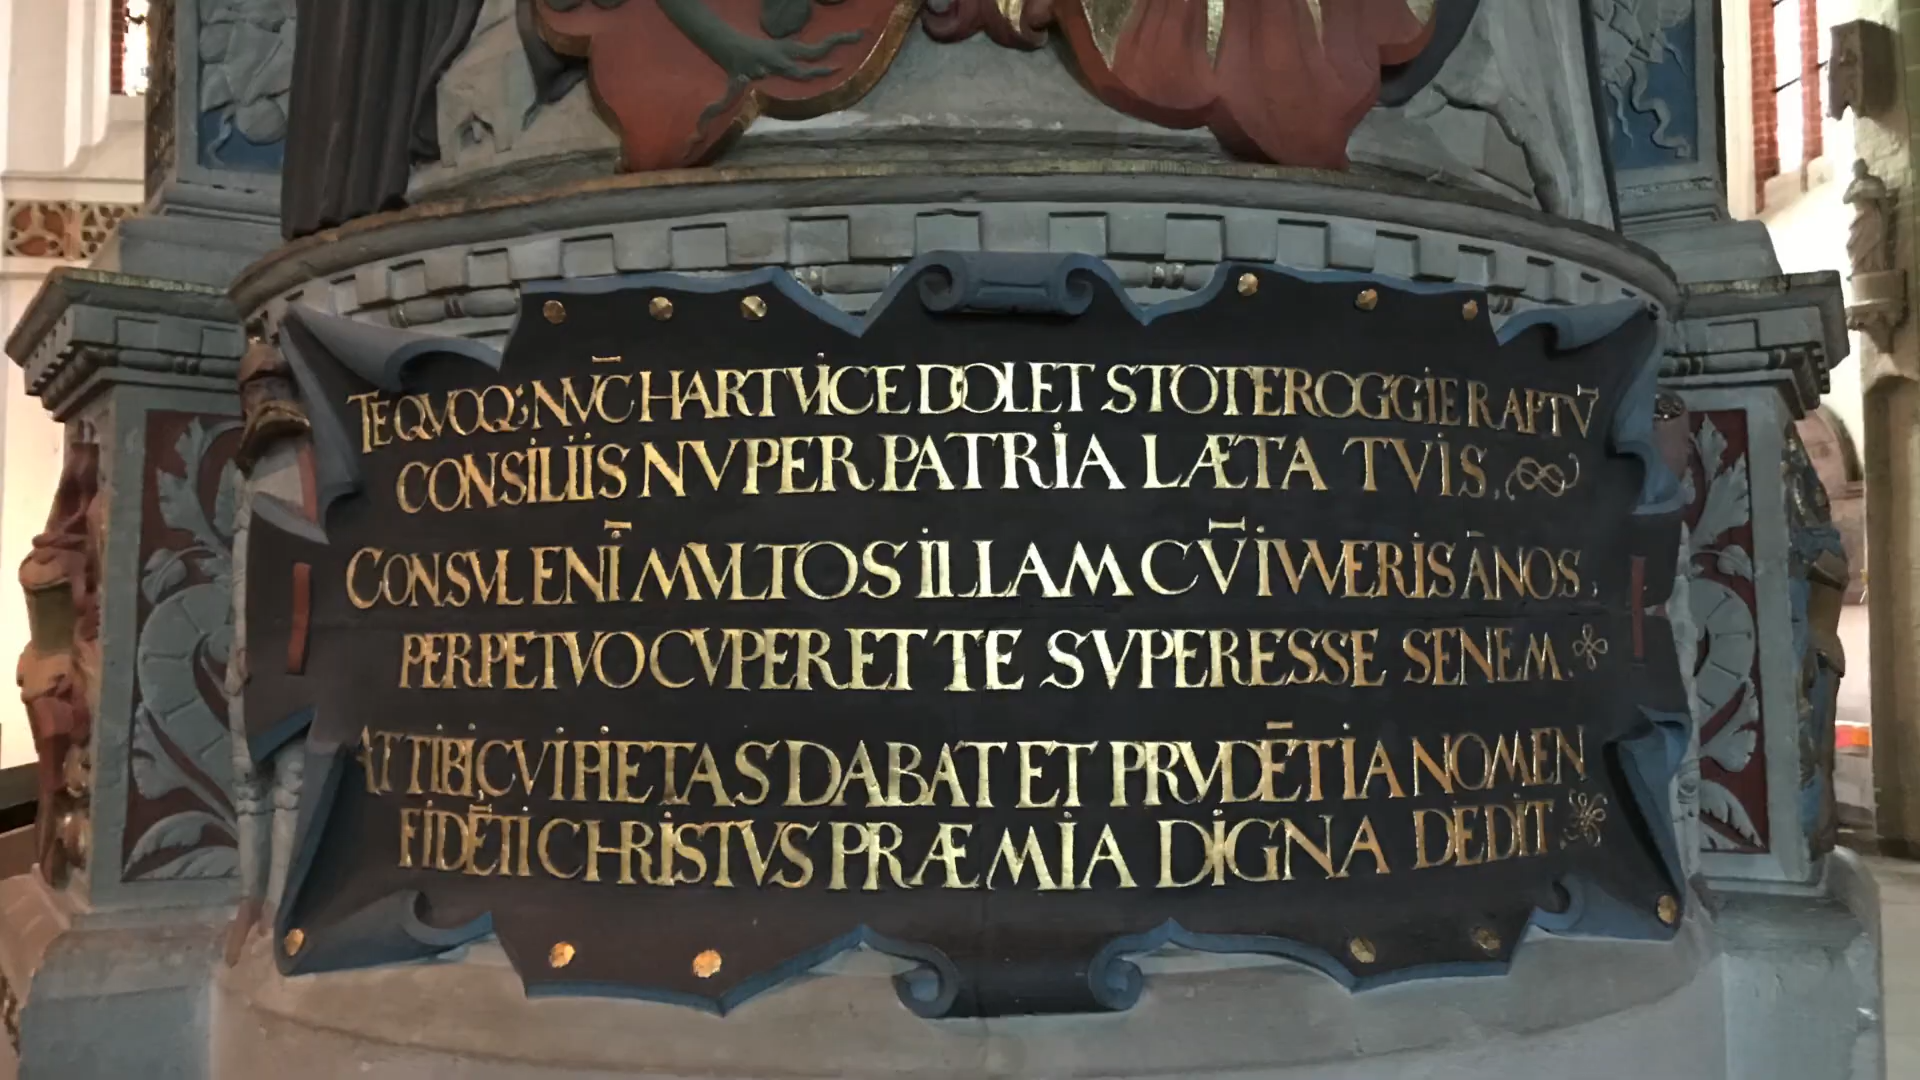 TE QVOQ; NVC̄ HARTVICE DOLET STOTEROGGIE RAPTV̄
CONSILIIS NVPER PATRIA LÆTA TVIS.
CONSVL ENĪ MVLTOS ILLAM CV̄ IVVERIS ĀNOS,
PERPETVO CVPERET TE SVPERESSE SENEM.
AT TIBI, CVI PIETAS DABAT ET PRVDĒTIA NOMEN
FIDĒTI CHRISTVS PRÆMIA DIGNA DEDIT.